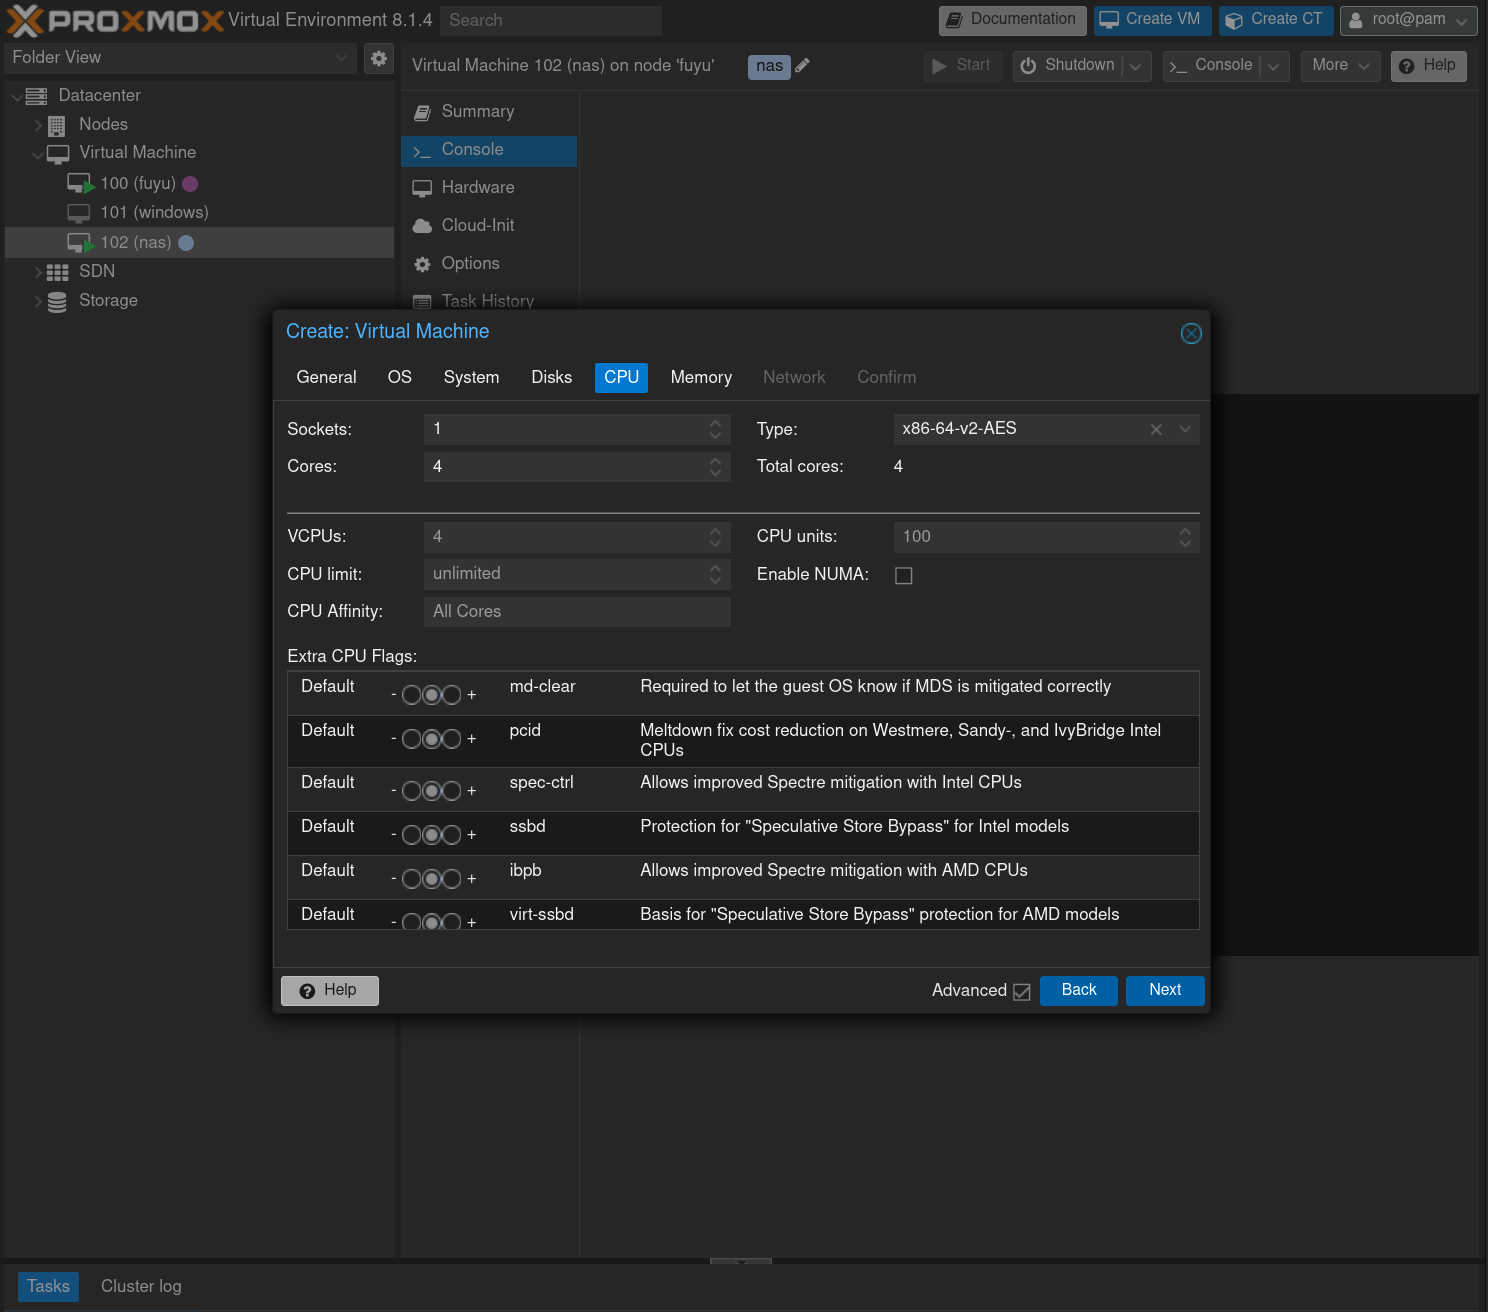 PROXMOX Virtual Environment 8.1.4
Search
Documentation
Create VM
Create CT
root@pam
Folder View
Virtual Machine 102 (nas) on node 'fuyu'
nas
Start
Shutdown
Console
More
Help
Datacenter
Nodes
Virtual Machine
100 (fuyu)
101 (windows)
102 (nas)
SDN
Storage
Summary
Console
Hardware
Cloud-Init
Options
Task History
Create: Virtual Machine
General
OS
System
Disks
CPU
Memory
Network
Confirm
Sockets:
1
Type:
x86-64-v2-AES
Cores:
4
Total cores:
4
VCPUs:
4
CPU units:
100
CPU limit:
unlimited
Enable NUMA:
CPU Affinity:
All Cores
Extra CPU Flags:
Default - + md-clear Required to let the guest OS know if MDS is mitigated correctly
Default - + pcid Meltdown fix cost reduction on Westmere, Sandy-, and IvyBridge Intel
CPUs
Default - + spec-ctrl Allows improved Spectre mitigation with Intel CPUs
Default - + ssbd Protection for "Speculative Store Bypass" for Intel models
Default - + ibpb Allows improved Spectre mitigation with AMD CPUs
Default - + virt-ssbd Basis for "Speculative Store Bypass" protection for AMD models
Help
Advanced
Back
Next
Tasks
Cluster log